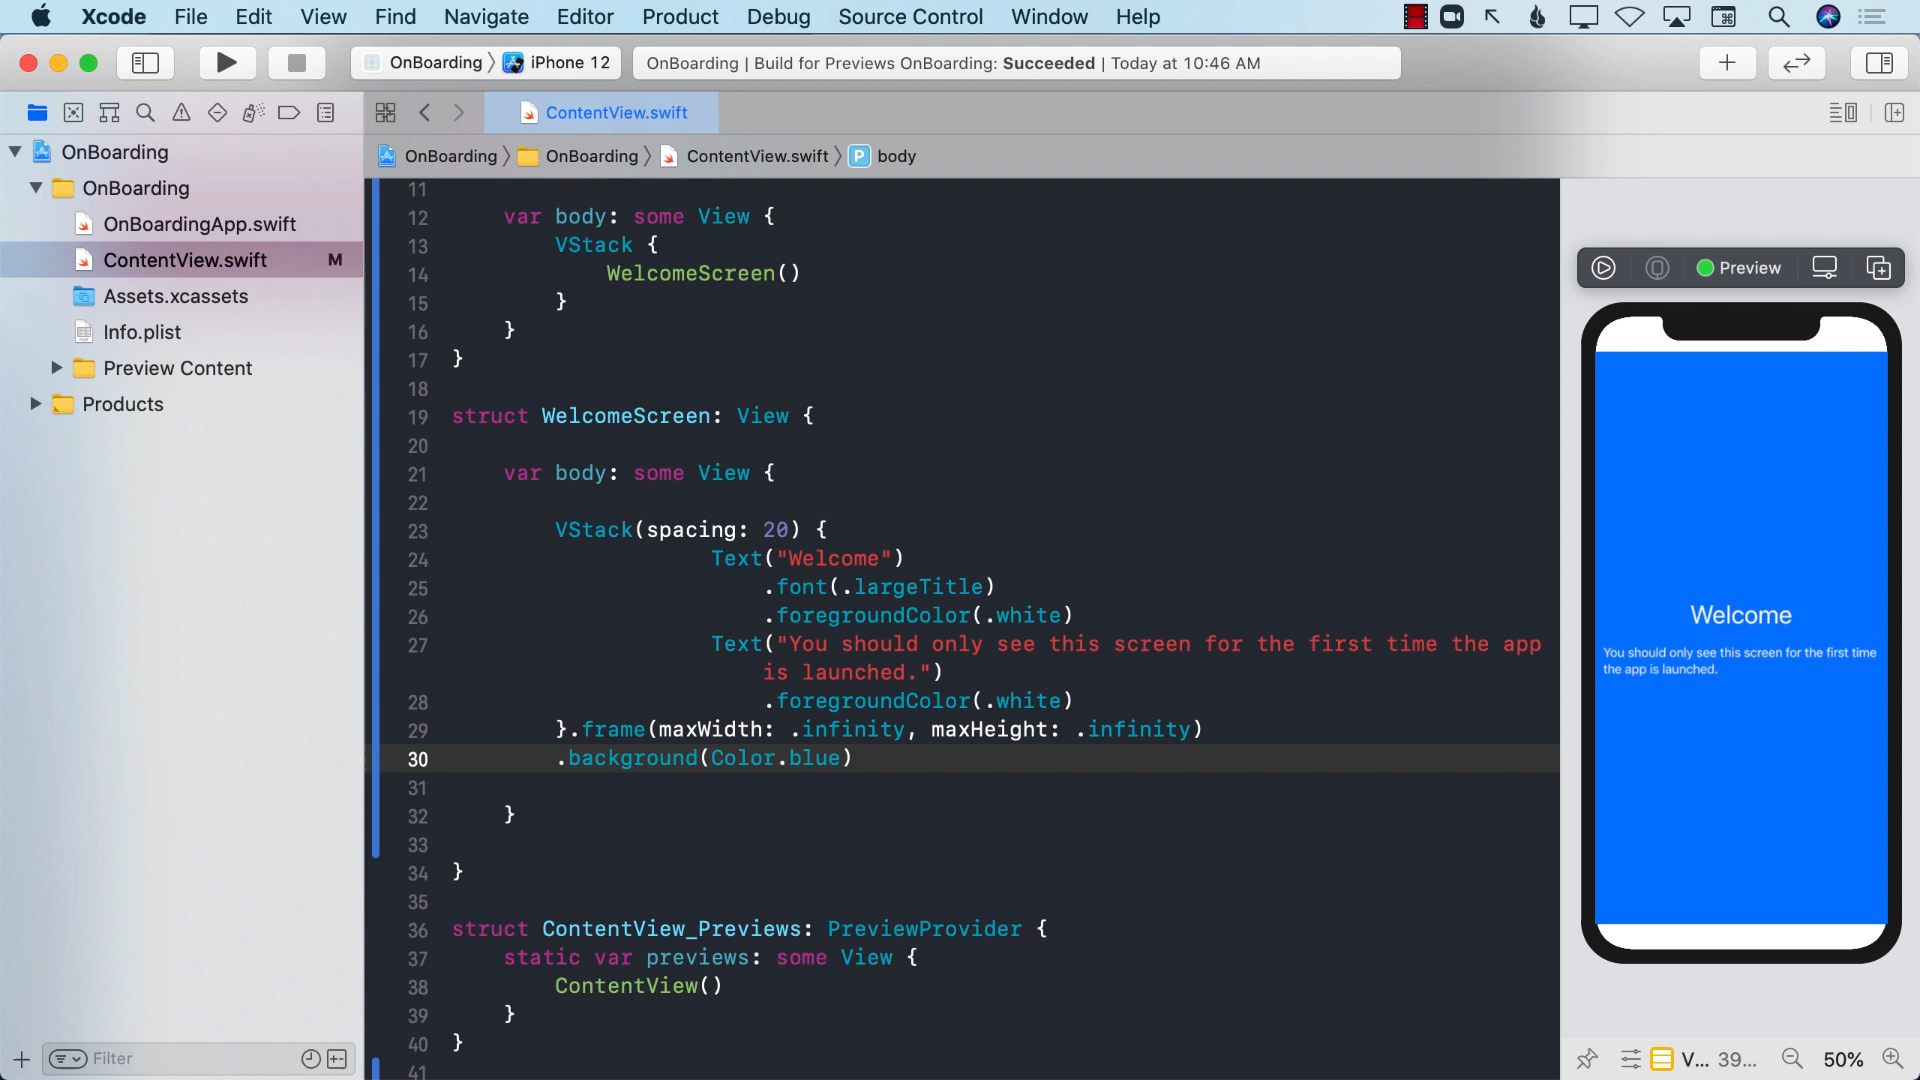 Xcode File Edit View Find Navigate Editor Product Debug Source Control Window Help
OnBoarding iPhone 12 OnBoarding | Build for Previews OnBoarding: Succeeded | Today at 10:46 AM
ContentView.swift
OnBoarding OnBoarding ContentView.swift P body
OnBoarding
OnBoarding
OnBoardingApp.swift
ContentView.swift M
Assets.xcassets
Info.plist
Preview Content
Products
Filter
11
12 var body: some View {
13 VStack {
14 WelcomeScreen()
15 }
16 }
17 }
18
19 struct WelcomeScreen: View {
20
21 var body: some View {
22
23 VStack(spacing: 20) {
24 Text("Welcome")
25 .font(.largeTitle)
26 .foregroundColor(.white)
27 Text("You should only see this screen for the first time the app
is launched.")
28 .foregroundColor(.white)
29 }.frame(maxWidth: .infinity, maxHeight: .infinity)
30 .background(Color.blue)
31
32 }
33
34 }
35
36 struct ContentView_Previews: PreviewProvider {
37 static var previews: some View {
38 ContentView()
39 }
40 }
41
Preview
Welcome
You should only see this screen for the first time
the app is launched.
V... 39... 50%